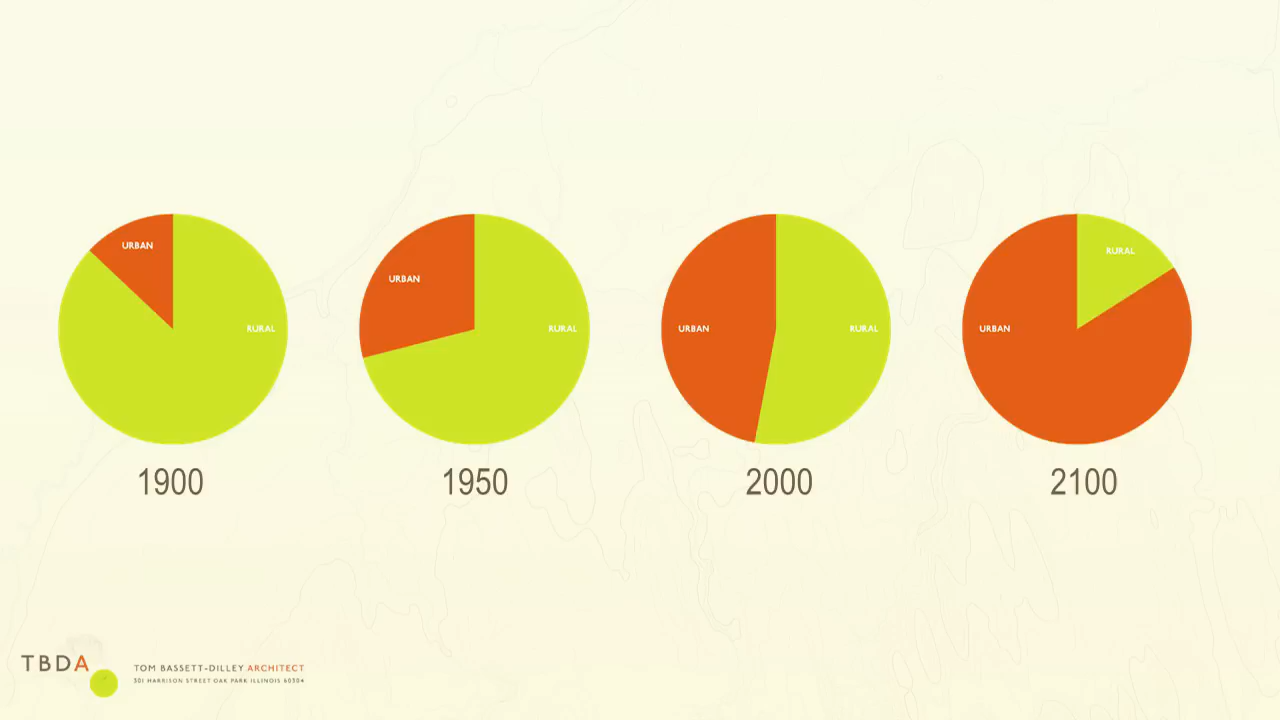 URBAN
RURAL
URBAN
RURAL
URBAN
RURAL
RURAL
URBAN
1900
1950
2000
2100
TBDA
TOM BASSETT-DILLEY ARCHITECT
301 HARRISON STREET OAK PARK ILLINOIS 60304